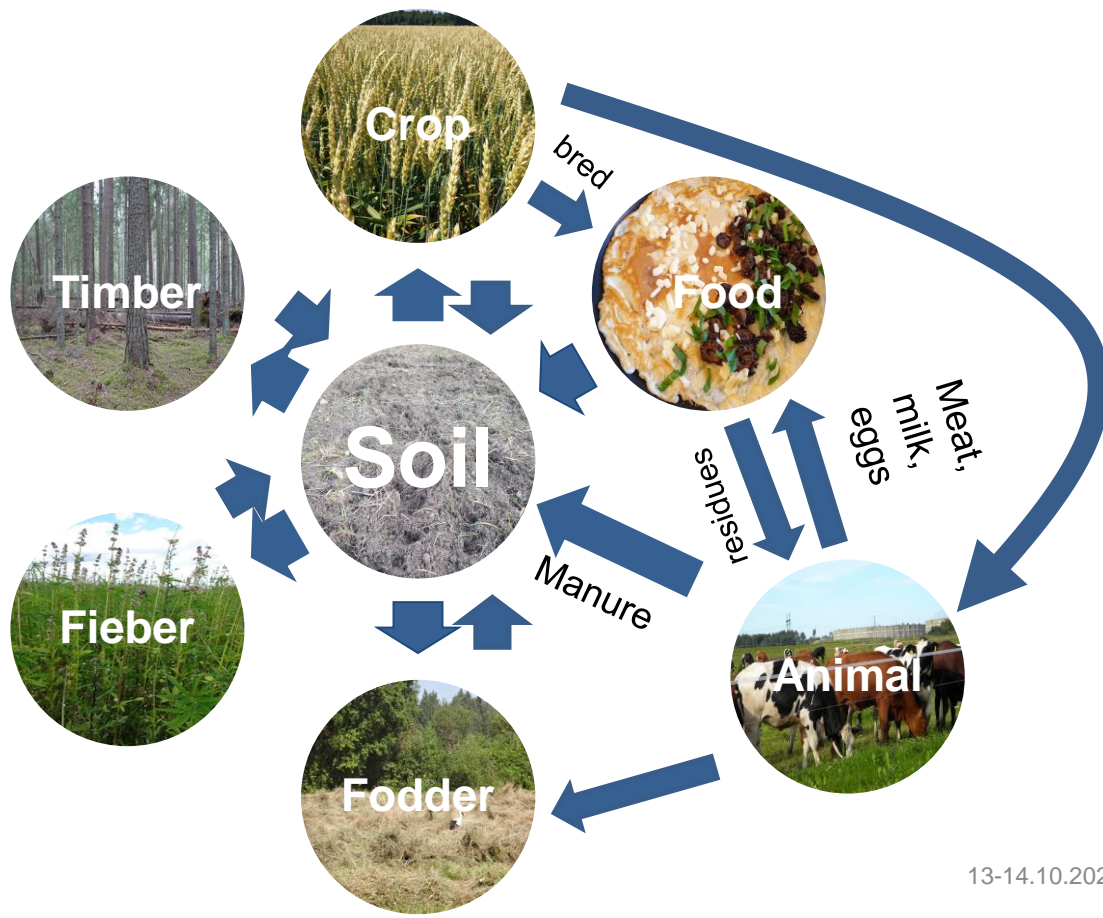 Crop
bred
Timber
Food
Meat,
milk,
eggs
Soil
residues
Manure
Fieber
Animal
Fodder
13-14.10.202